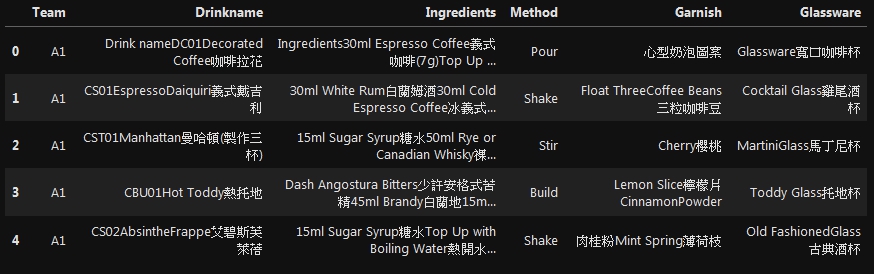 Team Drinkname Ingredients Method Garnish Glassware
0 A1 Drink nameDC01Decorated Coffee咖啡拉花 Ingredients30ml Espresso Coffee義式咖啡(7g)Top Up ... Pour 心型奶泡圖案 Glassware寬口咖啡杯
1 A1 CS01EspressoDaiquiri義式戴吉利 30ml White Rum白蘭姆酒30ml Cold Espresso Coffee冰義式... Shake Float ThreeCoffee Beans三粒咖啡豆 Cocktail Glass雞尾酒杯
2 A1 CST01Manhattan曼哈頓(製作三杯) 15ml Sugar Syrup糖水50ml Rye or Canadian Whisky裸... Stir Cherry櫻桃 MartiniGlass馬丁尼杯
3 A1 CBU01Hot Toddy熱托地 Dash Angostura Bitters少許安格式苦精45ml Brandy白蘭地15m... Build Lemon Slice檸檬片CinnamonPowder Toddy Glass托地杯
4 A1 CS02AbsintheFrappe艾碧斯芙萊蓓 15ml Sugar Syrup糖水Top Up with Boiling Water熱開水... Shake 肉桂粉Mint Spring薄荷枝 Old FashionedGlass古典酒杯